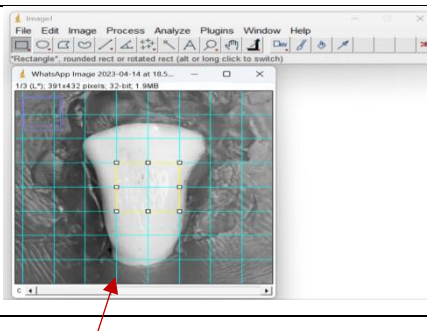 ImageJ
File Edit Image Process Analyze Plugins Window Help
Dev
*Rectangle*, rounded rect or rotated rect (alt or long click to switch)
WhatsApp Image 2023-04-14 at 18.5...
1/3 (L*); 391x432 pixels; 32-bit; 1.9MB
c